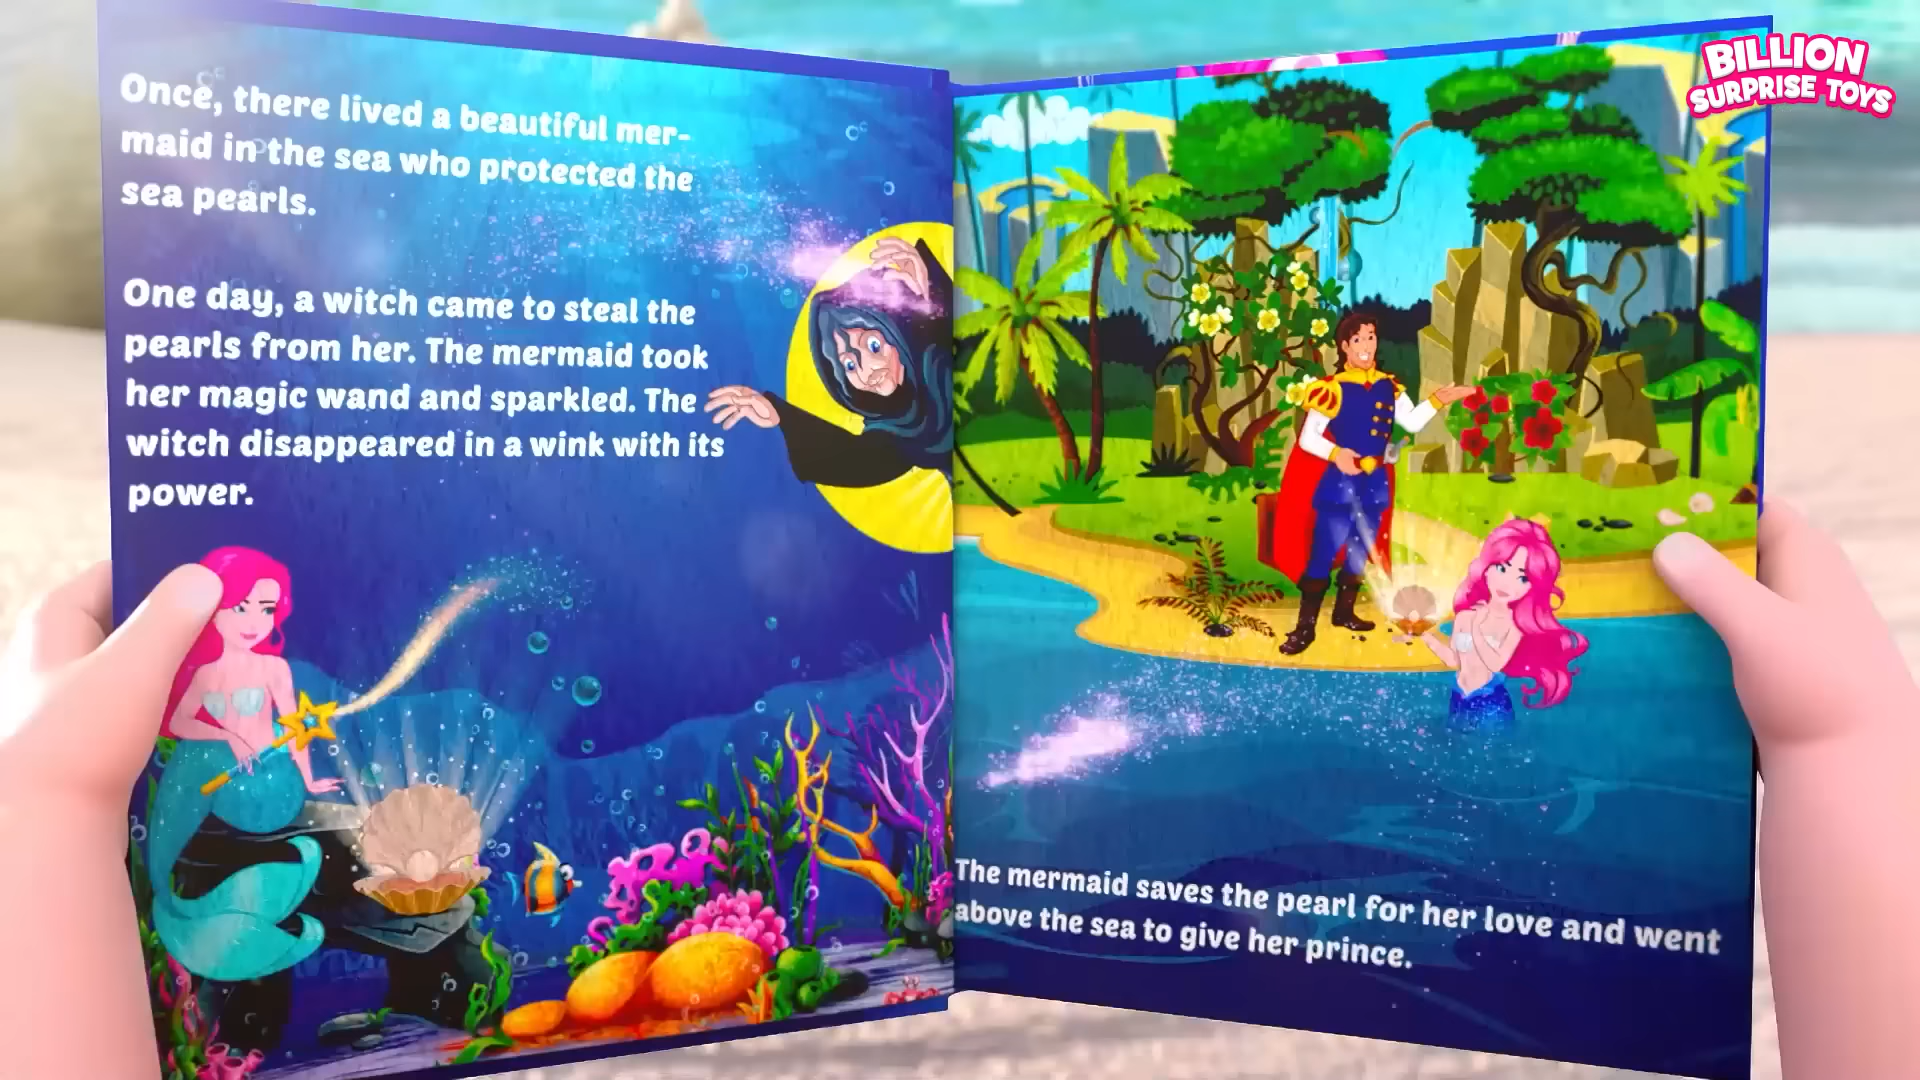 Once, there lived a beautiful mer-
maid in the sea who protected the
sea pearls.
One day, a witch came to steal the
pearls from her. The mermaid took
her magic wand and sparkled. The
witch disappeared in a wink with its
power.
The mermaid saves the pearl for her love and went
above the sea to give her prince.
BILLION
SURPRISE TOYS